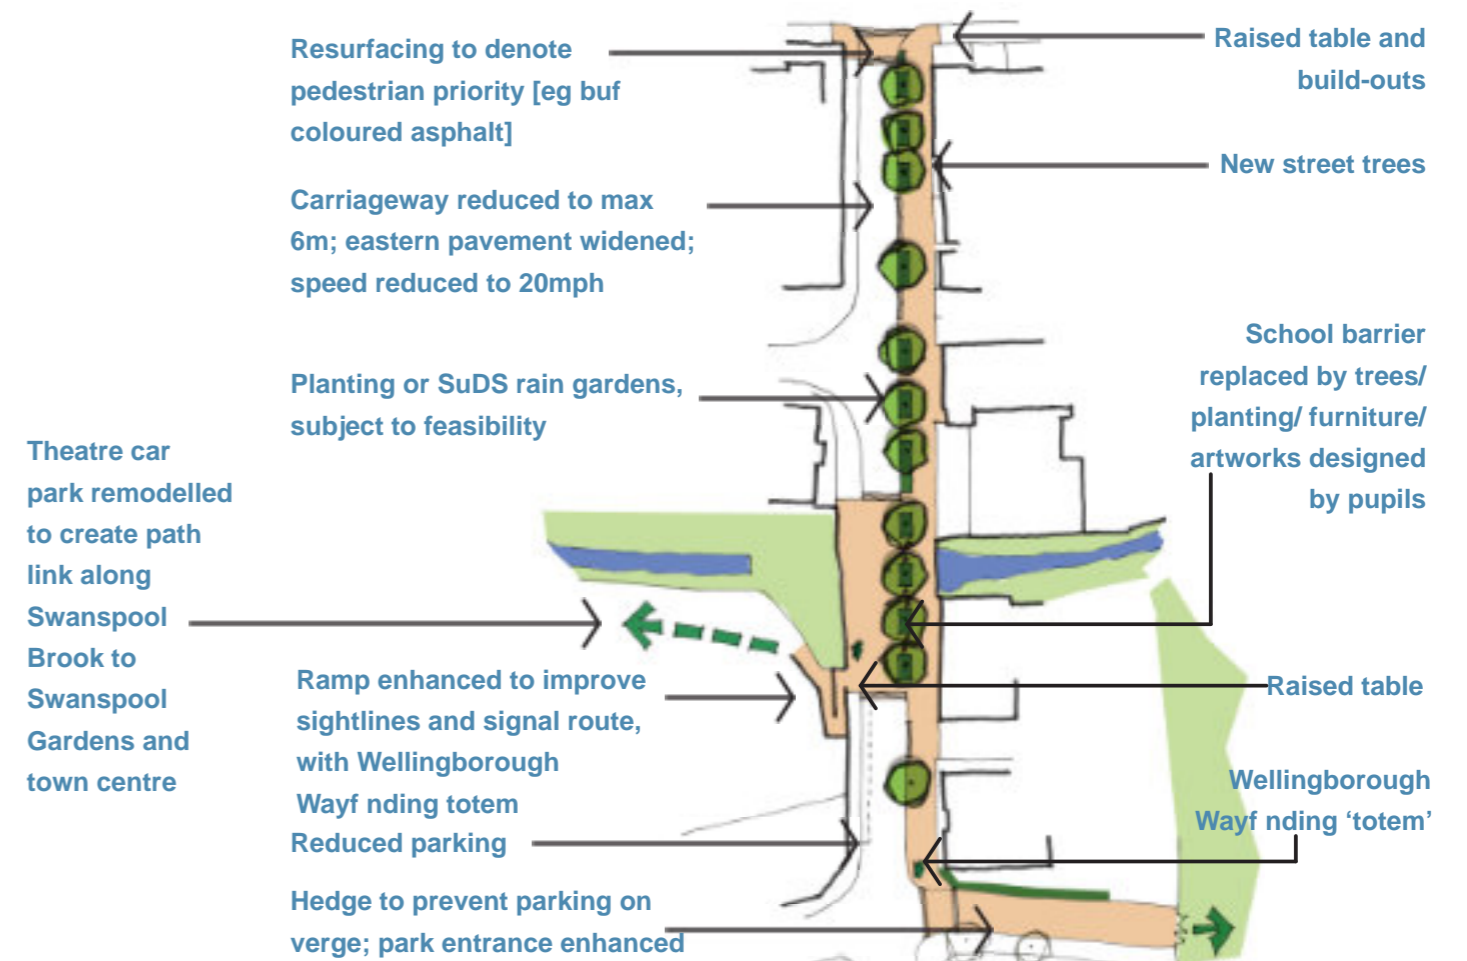 Resurfacing to denote
pedestrian priority [eg buf
coloured asphalt]
Carriageway reduced to max
6m; eastern pavement widened;
speed reduced to 20mph
Planting or SuDS rain gardens,
subject to feasibility
Theatre car
park remodelled
to create path
link along
Swanspool
Brook to
Swanspool
Gardens and
town centre
Ramp enhanced to improve
sightlines and signal route,
with Wellingborough
Wayf nding totem
Reduced parking
Hedge to prevent parking on
verge; park entrance enhanced
Raised table and
build-outs
New street trees
School barrier
replaced by trees/
planting/ furniture/
artworks designed
by pupils
Raised table
Wellingborough
Wayf nding ‘totem’